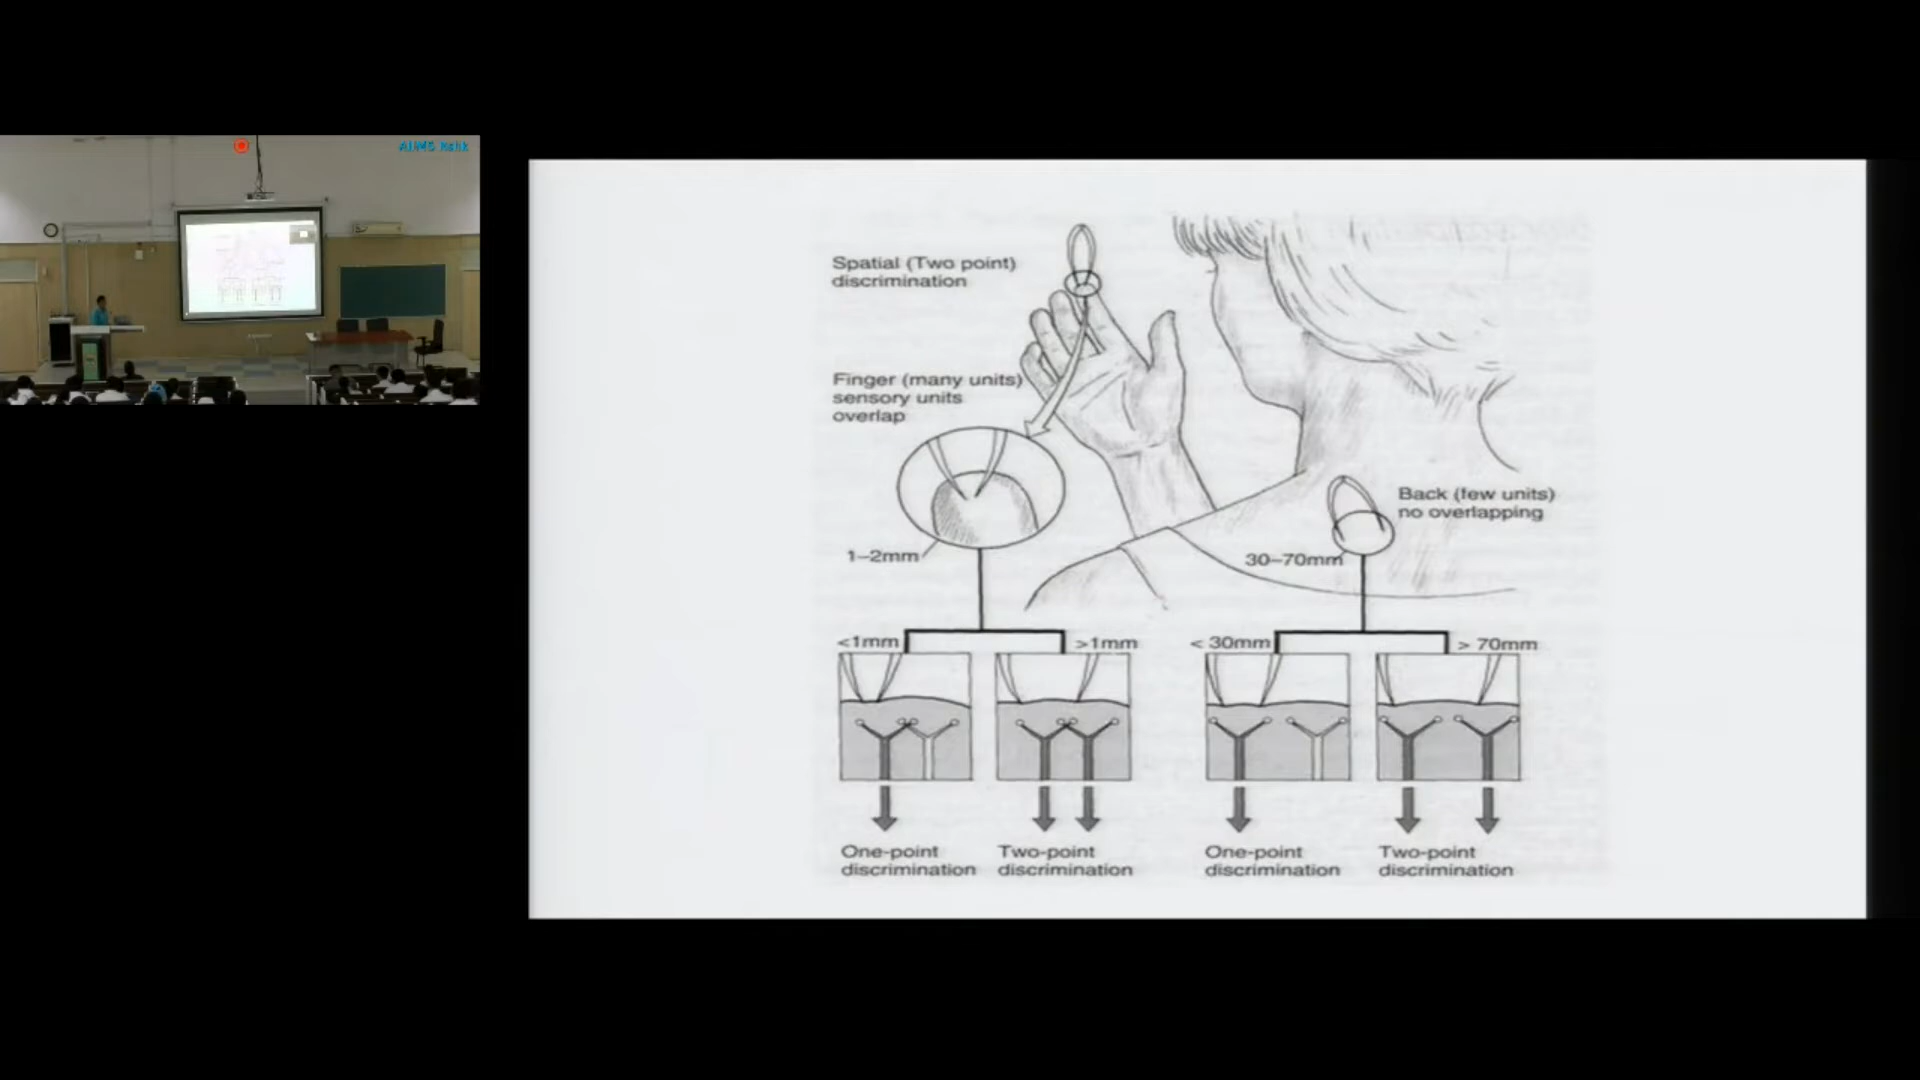 Spatial (Two point)
discrimination
Finger (many units)
sensory units
overlap
1–2mm
Back (few units)
no overlapping
30–70mm
<1mm
>1mm
< 30mm
> 70mm
One-point
discrimination
Two-point
discrimination
One-point
discrimination
Two-point
discrimination